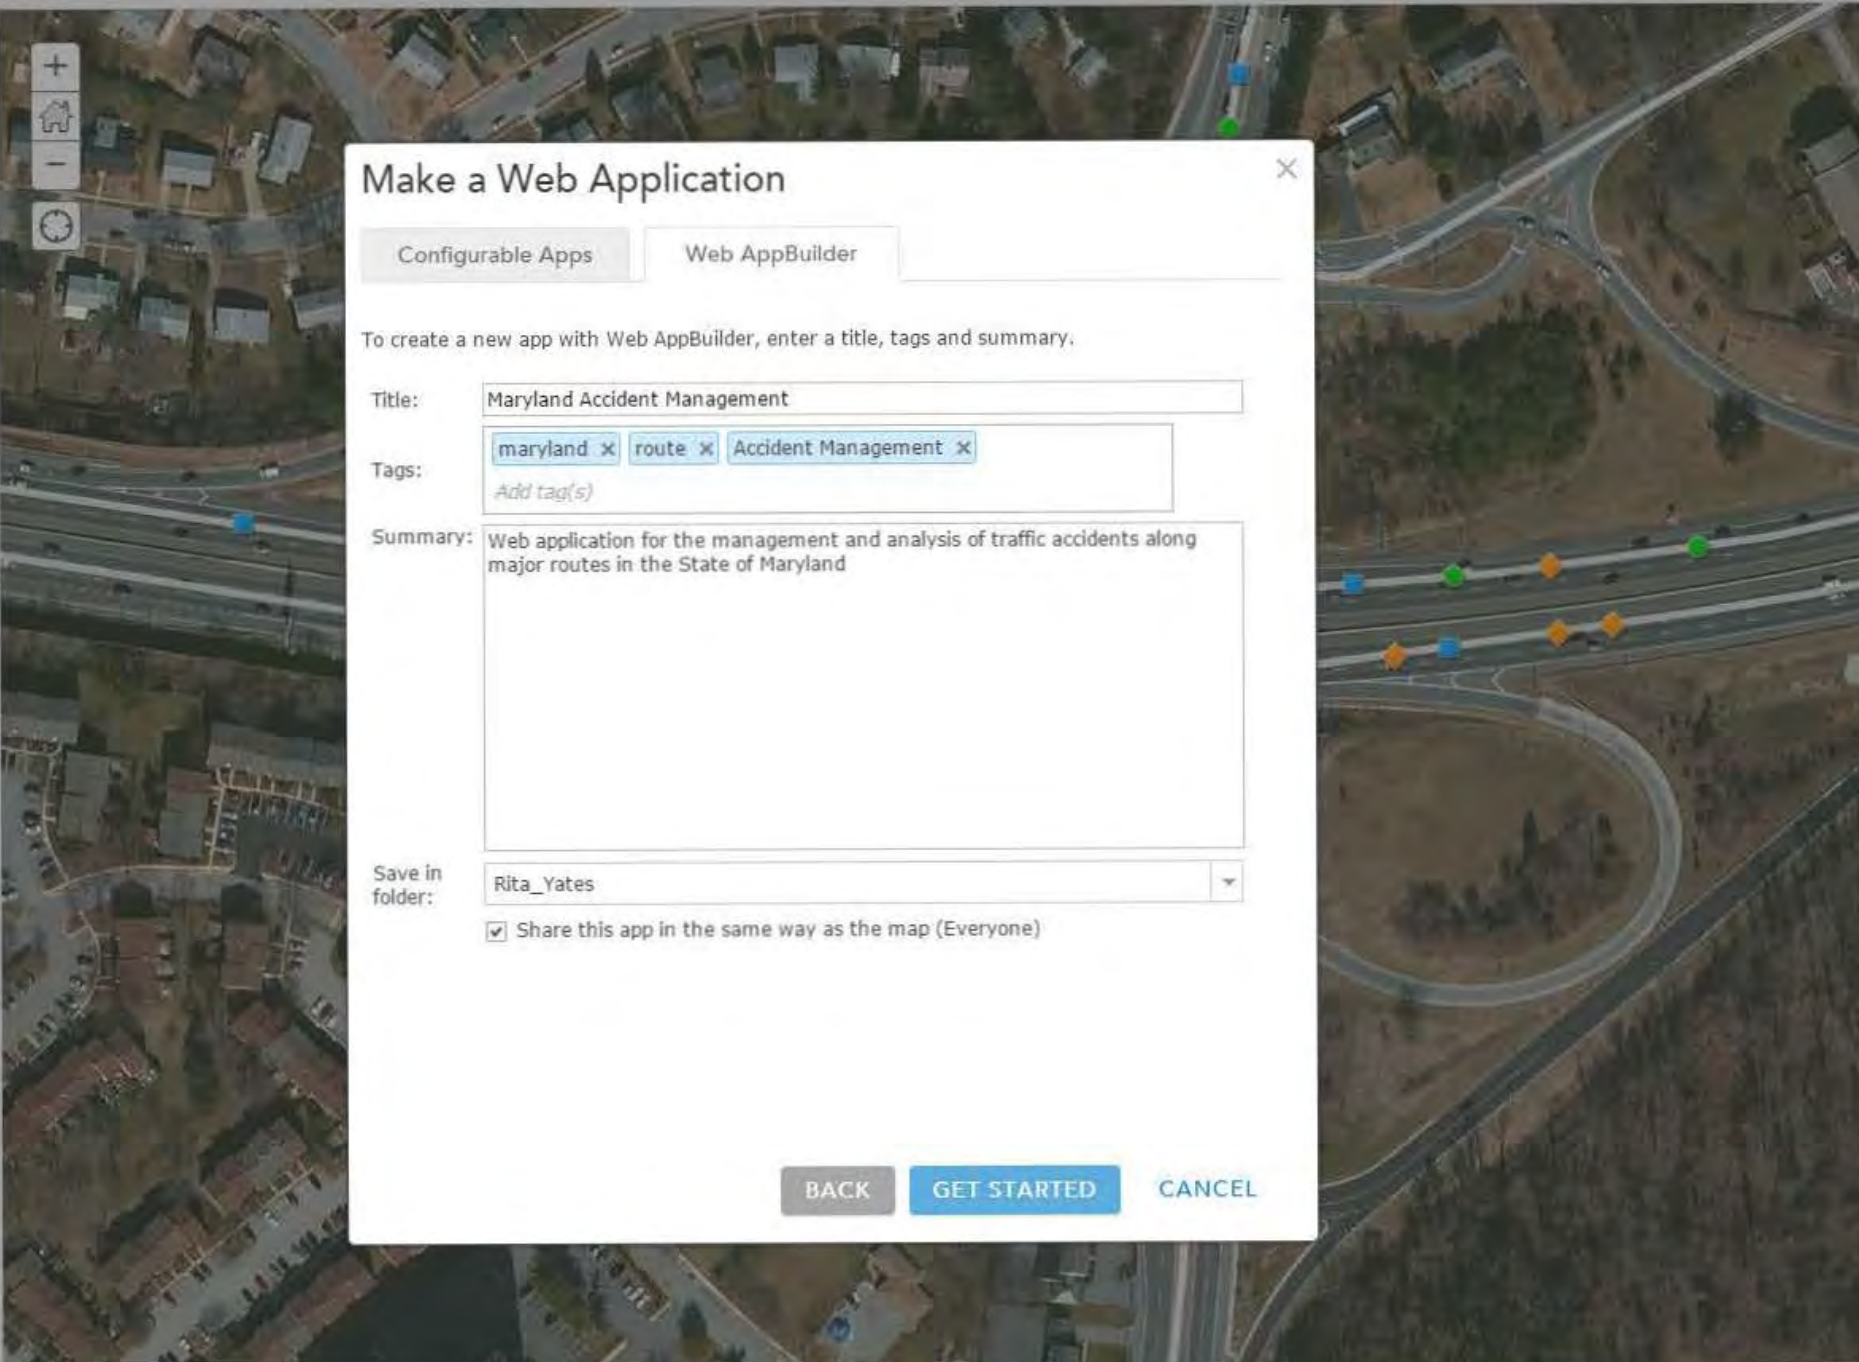 Make a Web Application
Configurable Apps
Web AppBuilder
To create a new app with Web AppBuilder, enter a title, tags and summary.
Title: Maryland Accident Management
Tags: maryland × route × Accident Management ×
Add tag(s)
Summary: Web application for the management and analysis of traffic accidents along
major routes in the State of Maryland
Save in
folder: Rita_Yates
Share this app in the same way as the map (Everyone)
BACK GET STARTED CANCEL